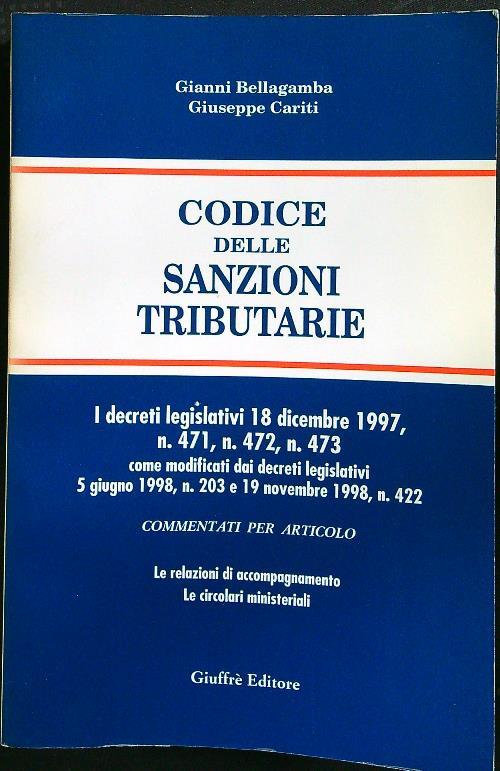 Gianni Bellagamba
Giuseppe Cariti
CODICE
DELLE
SANZIONI
TRIBUTARIE
I decreti legislativi 18 dicembre 1997,
n. 471, n. 472, n. 473
come modificati dai decreti legislativi
5 giugno 1998, n. 203 e 19 novembre 1998, n. 422
COMMENTATI PER ARTICOLO
Le relazioni di accompagnamento
Le circolari ministeriali
Giuffrè Editore